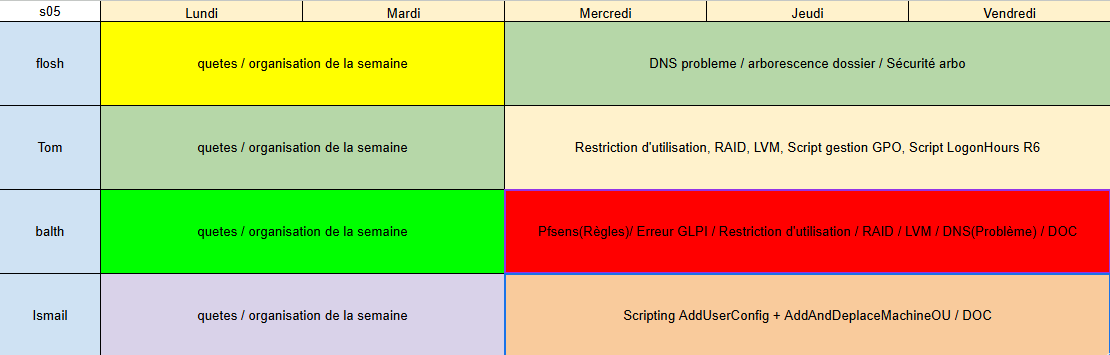 s05 Lundi Mardi Mercredi Jeudi Vendredi
flosh quetes / organisation de la semaine DNS probleme / arborescence dossier / Sécurité arbo
Tom quetes / organisation de la semaine Restriction d'utilisation, RAID, LVM, Script gestion GPO, Script LogonHours R6
balth quetes / organisation de la semaine Pfsens(Règles)/ Erreur GLPI / Restriction d'utilisation / RAID / LVM / DNS(Problème) / DOC
Ismail quetes / organisation de la semaine Scripting AddUserConfig + AddAndDeplaceMachineOU / DOC